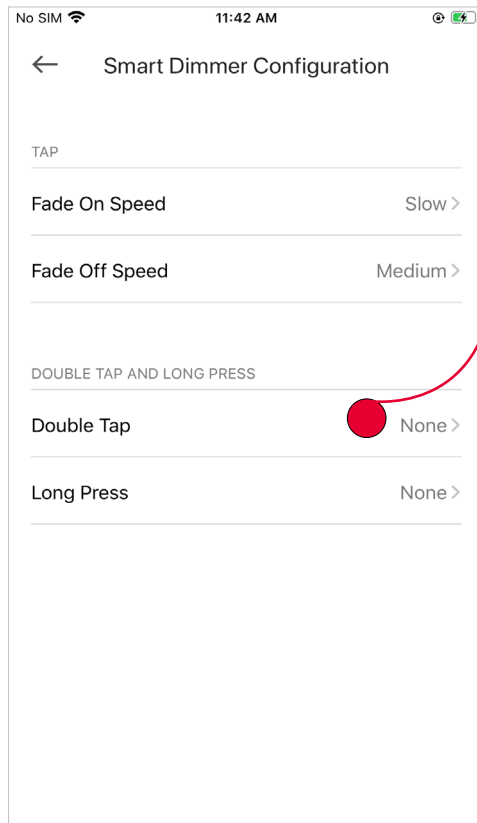 No SIM 11:42 AM
Smart Dimmer Configuration
TAP
Fade On Speed Slow
Fade Off Speed Medium
DOUBLE TAP AND LONG PRESS
Double Tap None
Long Press None